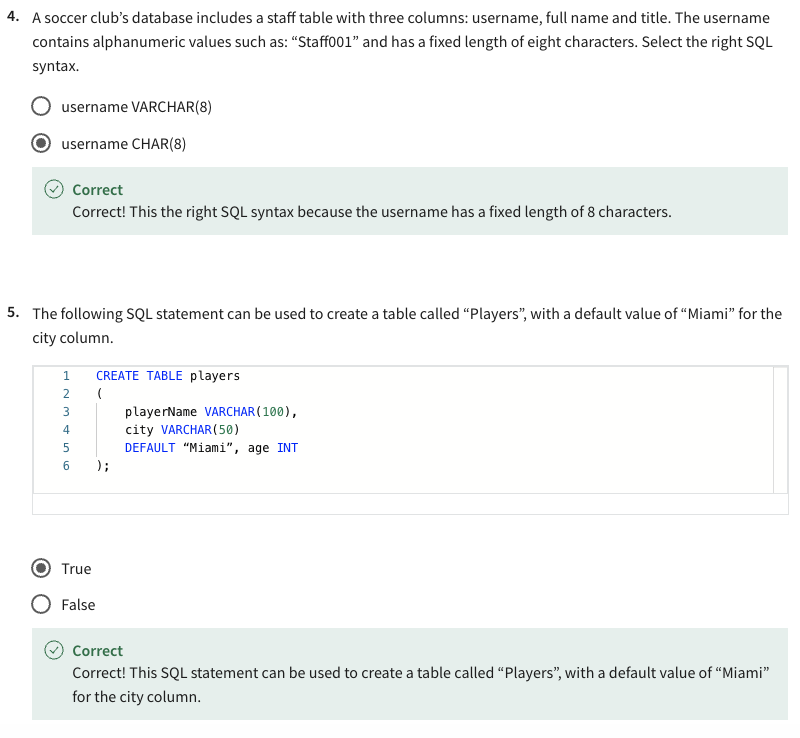 4. A soccer club's database includes a staff table with three columns: username, full name and title. The username
contains alphanumeric values such as: “Staff001” and has a fixed length of eight characters. Select the right SQL
syntax.
username VARCHAR(8)
username CHAR(8)
Correct
Correct! This the right SQL syntax because the username has a fixed length of 8 characters.
5. The following SQL statement can be used to create a table called “Players”, with a default value of “Miami” for the
city column.
1 CREATE TABLE players
2 (
3 playerName VARCHAR(100),
4 city VARCHAR(50)
5 DEFAULT “Miami”, age INT
6 );
True
False
Correct
Correct! This SQL statement can be used to create a table called “Players”, with a default value of “Miami”
for the city column.